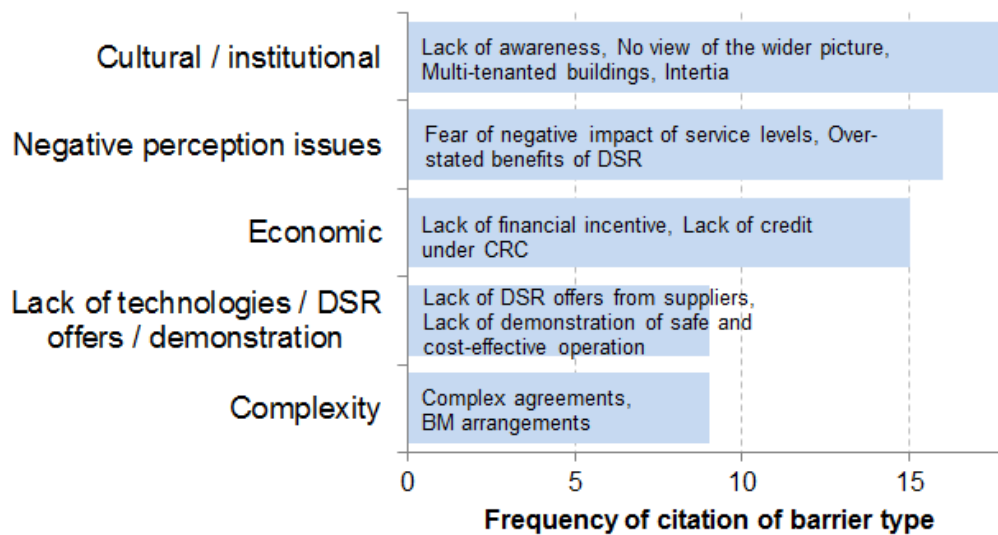 Cultural / institutional
Lack of awareness, No view of the wider picture,
Multi-tenanted buildings, Intertia
Negative perception issues
Fear of negative impact of service levels, Over-
stated benefits of DSR
Economic
Lack of financial incentive, Lack of credit
under CRC
Lack of technologies / DSR
offers / demonstration
Lack of DSR offers from suppliers,
Lack of demonstration of safe and
cost-effective operation
Complexity
Complex agreements,
BM arrangements
0 5 10 15
Frequency of citation of barrier type